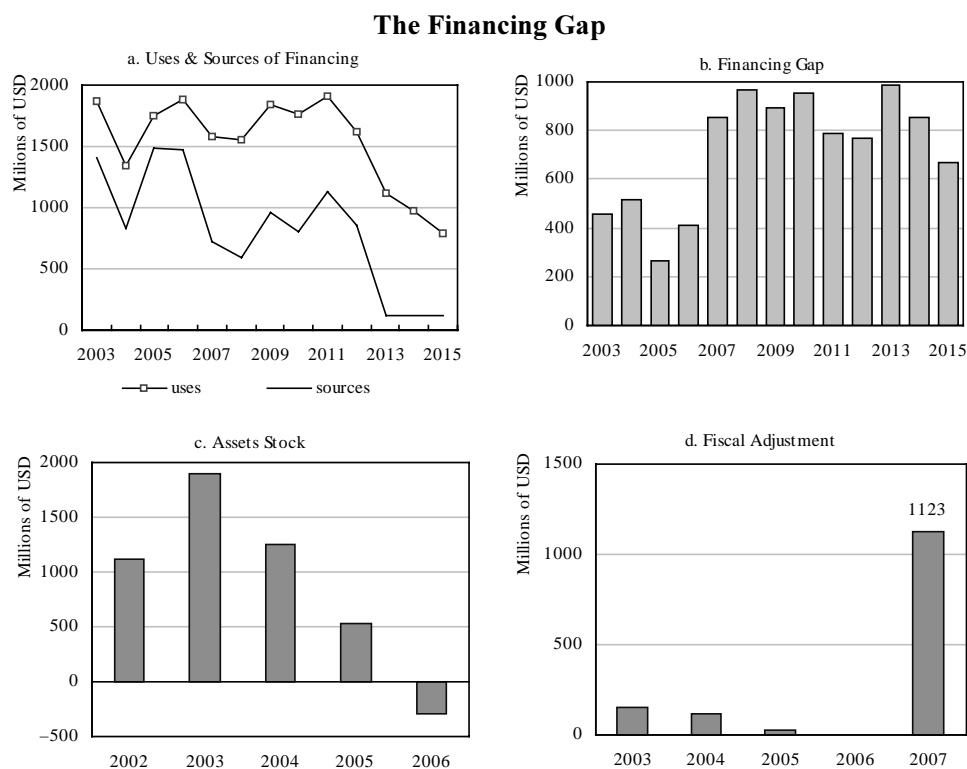 The Financing Gap
a. Uses & Sources of Financing
Millions of USD
2000
1500
1000
500
0
2003 2005 2007 2009 2011 2013 2015
uses sources
b. Financing Gap
Millions of USD
1000
800
600
400
200
0
2003 2005 2007 2009 2011 2013 2015
c. Assets Stock
Millions of USD
2000
1500
1000
500
0
–500
2002 2003 2004 2005 2006
d. Fiscal Adjustment
Millions of USD
1500
1000
500
0
1123
2003 2004 2005 2006 2007